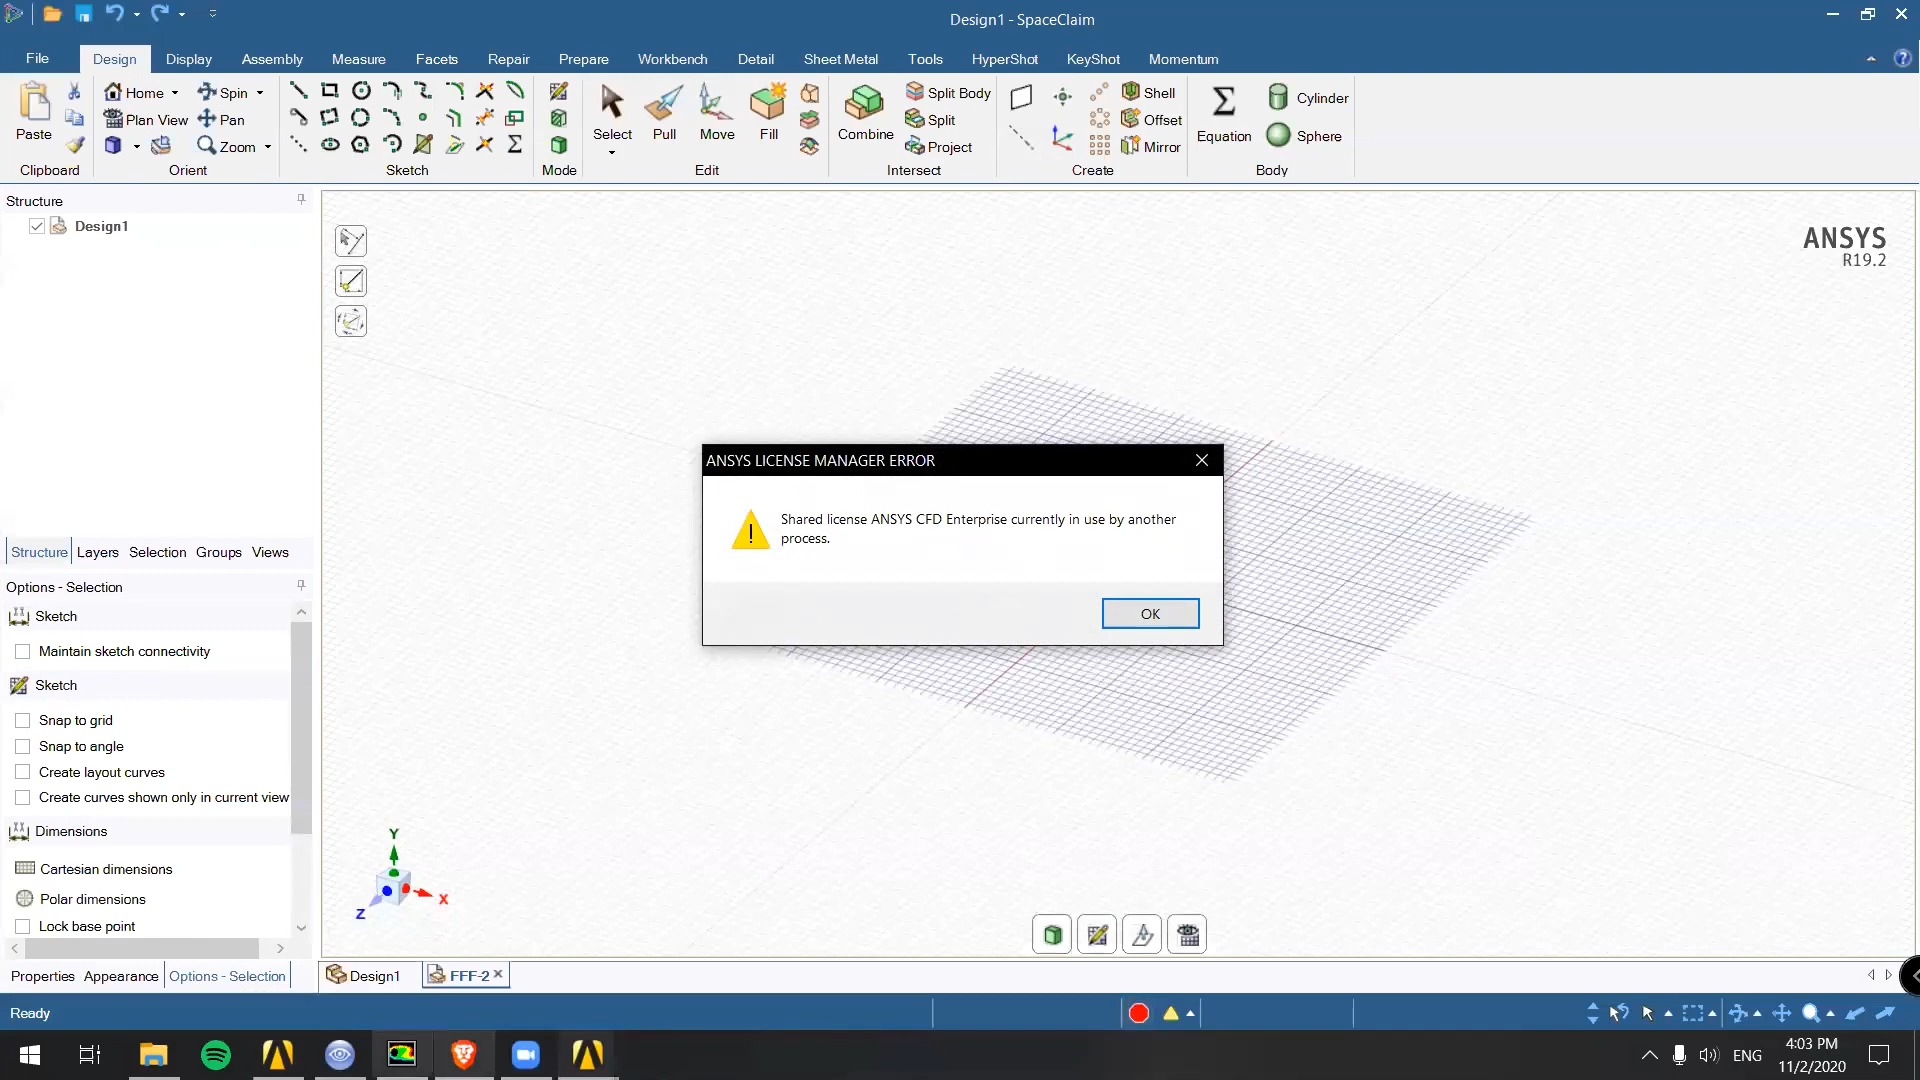 Design1 - SpaceClaim
File Design Display Assembly Measure Facets Repair Prepare Workbench Detail Sheet Metal Tools HyperShot KeyShot Momentum
Paste
Clipboard
Home Spin
Plan View Pan
Zoom
Orient
Sketch
Mode
Select Pull Move Fill
Edit
Combine
Split Body
Split
Project
Intersect
Shell
Offset
Mirror
Create
Equation
Cylinder
Sphere
Body
Structure
Design1
ANSYS
R19.2
ANSYS LICENSE MANAGER ERROR
Shared license ANSYS CFD Enterprise currently in use by another
process.
OK
Structure Layers Selection Groups Views
Options - Selection
Sketch
Maintain sketch connectivity
Sketch
Snap to grid
Snap to angle
Create layout curves
Create curves shown only in current view
Dimensions
Cartesian dimensions
Polar dimensions
Lock base point
Y
X
Z
Properties Appearance Options - Selection
Design1 FFF-2
Ready
ENG
4:03 PM
11/2/2020